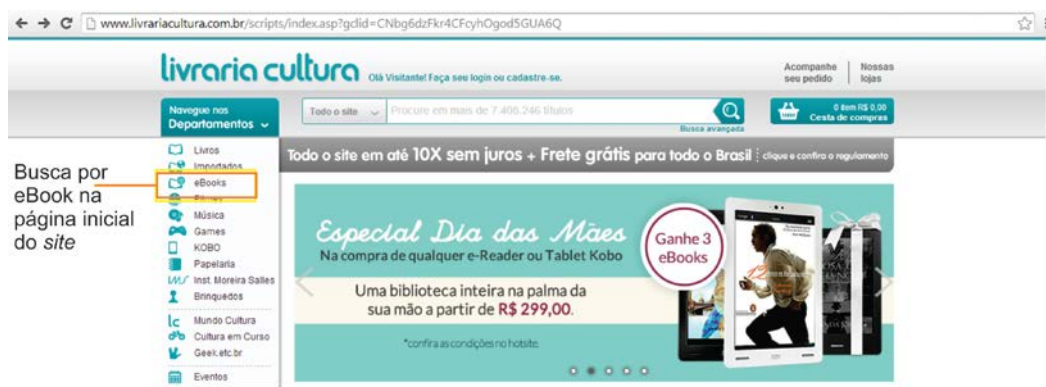 www.livrariacultura.com.br/scripts/index.asp?gclid=CNbg6dzFkr4CFcyhOgod5GUA6Q
livraria cultura
Olá Visitante! Faça seu login ou cadastre-se.
Acompanhe seu pedido
Nossas lojas
Navegue nos
Departamentos
Todo o site
Procure em mais de 7.408.246 títulos
Busca avançada
0 item R$ 0,00
Cesta de compras
Busca por
eBook na
página inicial
do site
Livros
Importados
eBooks
Filmes
Música
Games
KOBO
Papelaria
Inst. Moreira Salles
Brinquedos
Mundo Cultura
Cultura em Curso
Geek.etc.br
Eventos
Todo o site em até 10X sem juros + Frete grátis para todo o Brasil clique e confira o regulamento
Especial Dia das Mães
Na compra de qualquer e-Reader ou Tablet Kobo
Ganhe 3
eBooks
Uma biblioteca inteira na palma da
sua mão a partir de R$ 299,00.
*confira as condições no hotsite.